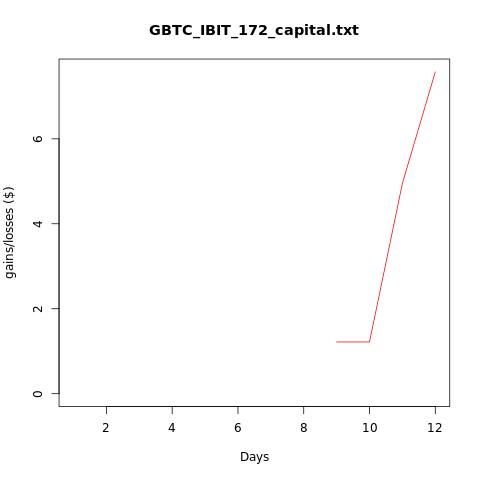 GBTC_IBIT_172_capital.txt
gains/losses ($)
6
4
2
0
2 4 6 8 10 12
Days